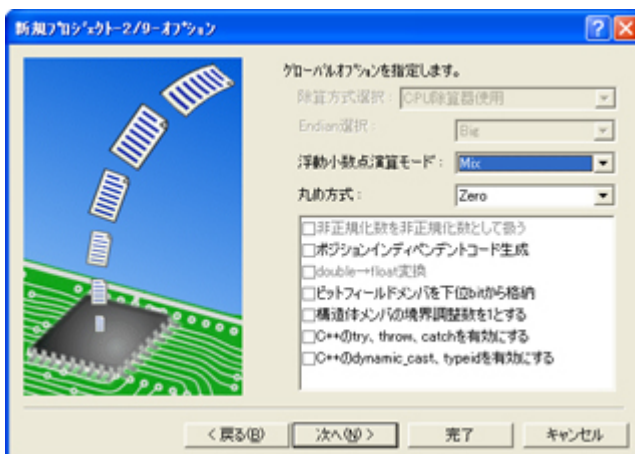 新規プロジェクト-2/9-オプション
グローバルオプションを指定します。
除算方式選択： CPU除算器使用
Endian選択： Big
浮動小数点演算モード： Mix
丸め方式： Zero
非正規化数を非正規化数として扱う
ポジションインディペンデントコード生成
double→float変換
ビットフィールドメンバを下位bitから格納
構造体メンバの境界調整数を1とする
C++のtry、throw、catchを有効にする
C++のdynamic_cast、typeidを有効にする
< 戻る(B) 次へ(N) > 完了 キャンセル